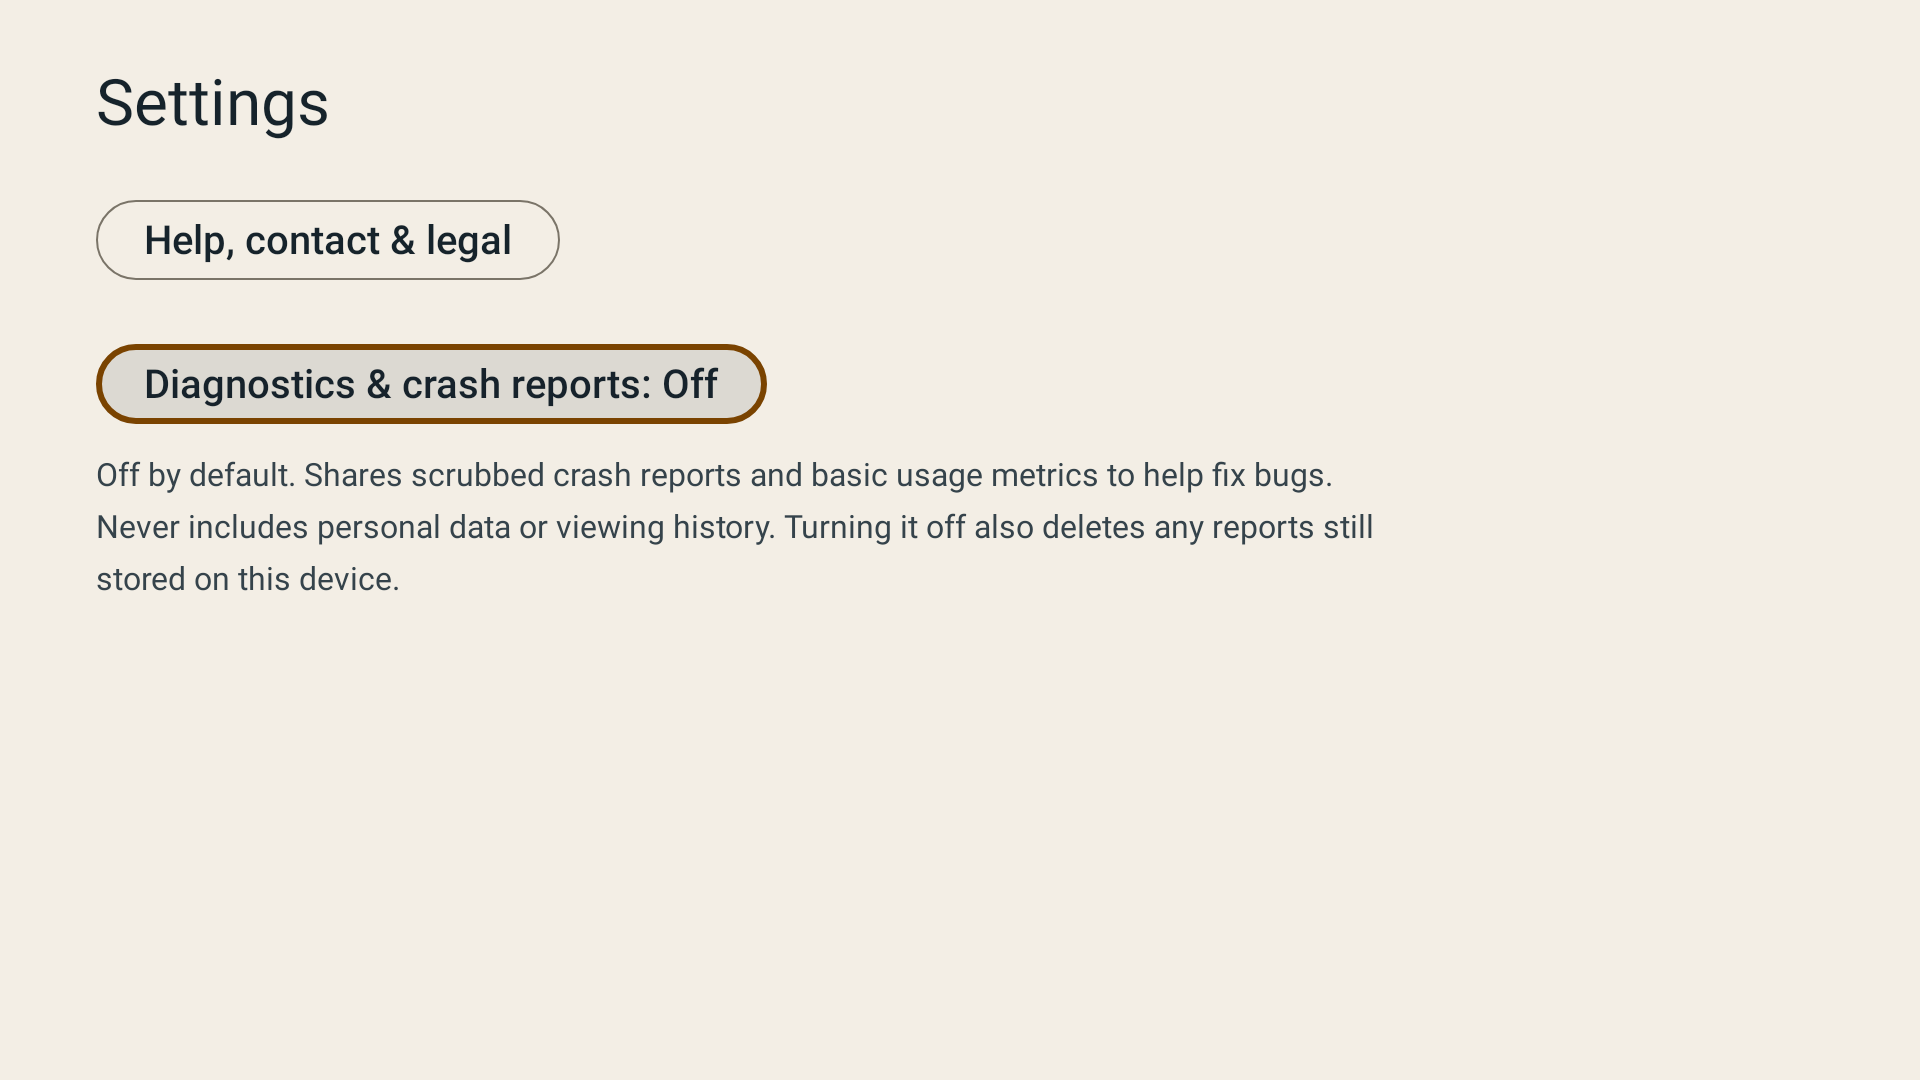 Settings
Help, contact & legal
Diagnostics & crash reports: Off
Off by default. Shares scrubbed crash reports and basic usage metrics to help fix bugs.
Never includes personal data or viewing history. Turning it off also deletes any reports still
stored on this device.